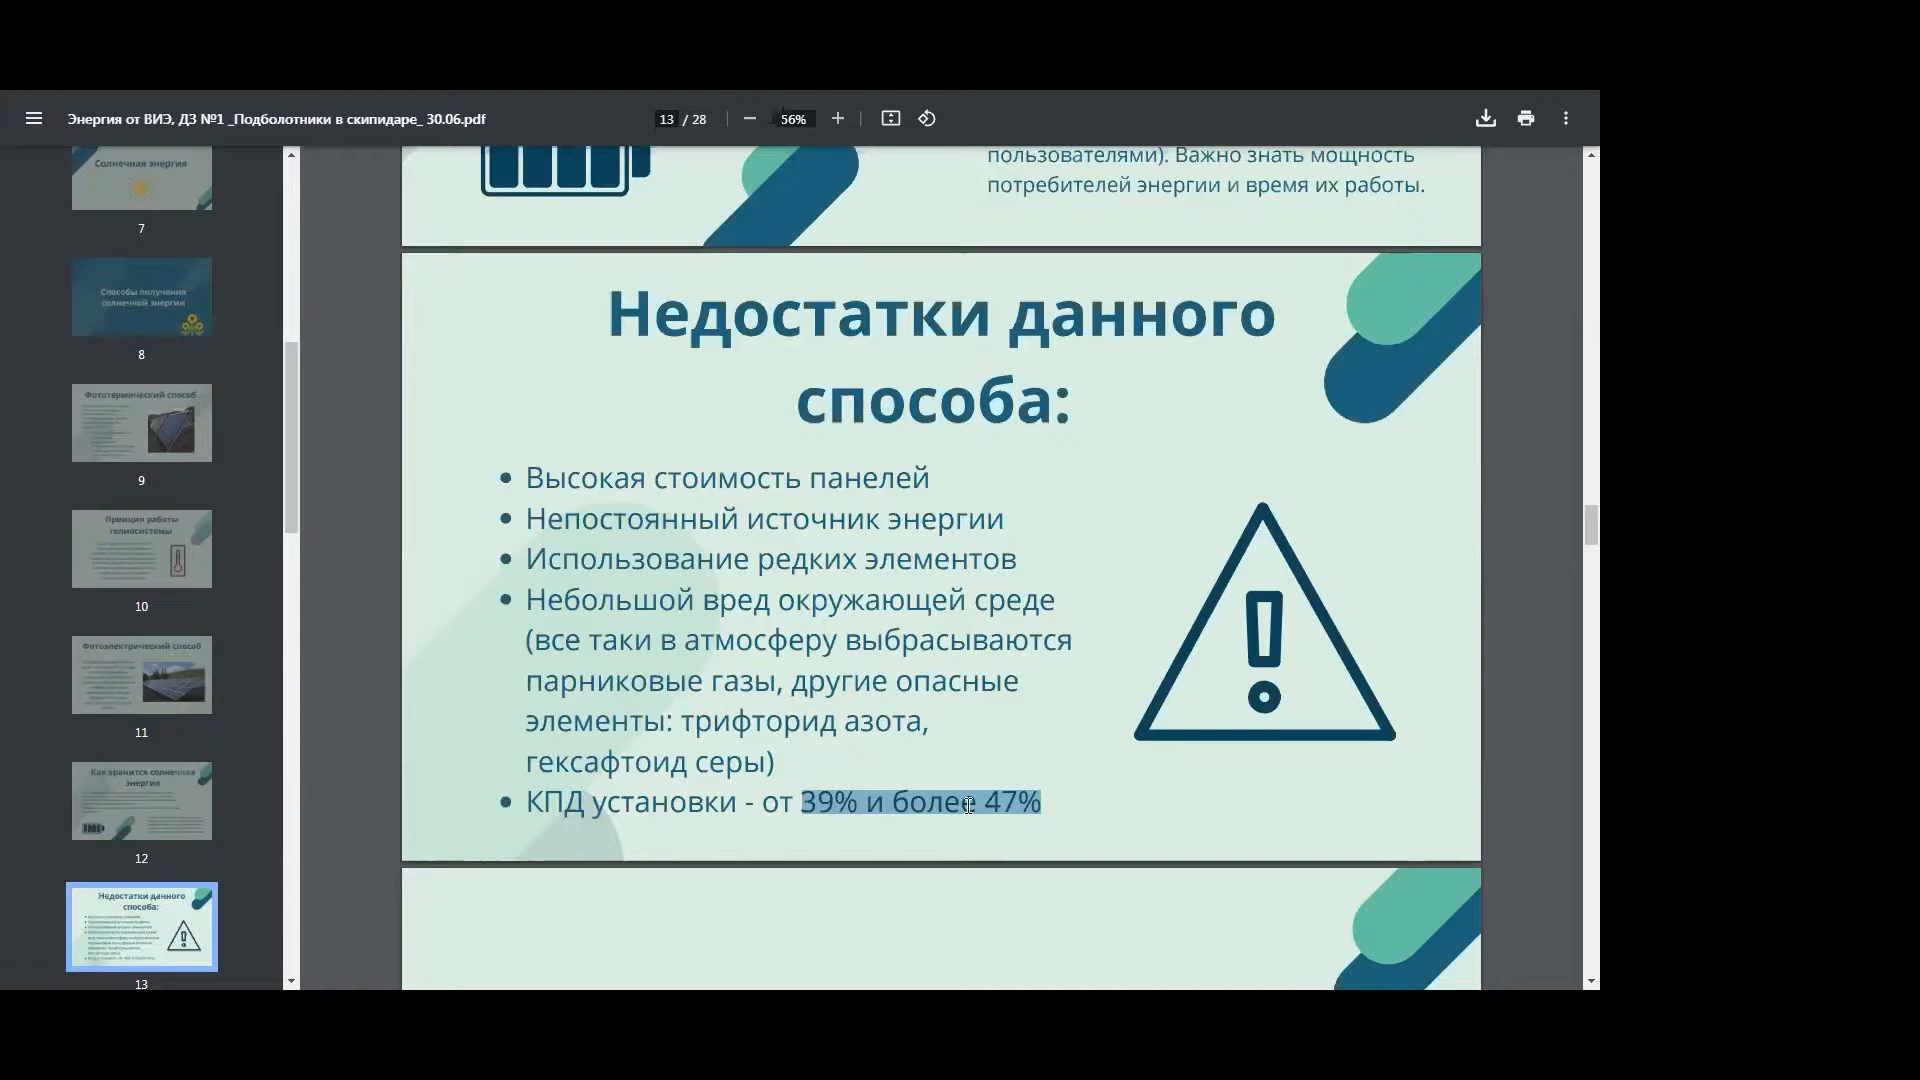 Энергия от ВИЭ, ДЗ №1 _Подболотники в скипидаре_ 30.06.pdf
13 / 28
56%
Солнечная энергия
7
Способы получения
солнечной энергии
8
Фототермический способ
9
Принцип работы
гелиосистемы
10
Фотоэлектрический способ
11
Как хранится солнечная
энергия
12
Недостатки данного
способа:
13
пользователями). Важно знать мощность
потребителей энергии и время их работы.
Недостатки данного
способа:
• Высокая стоимость панелей
• Непостоянный источник энергии
• Использование редких элементов
• Небольшой вред окружающей среде
(все таки в атмосферу выбрасываются
парниковые газы, другие опасные
элементы: трифторид азота,
гексафтоид серы)
• КПД установки - от 39% и более 47%